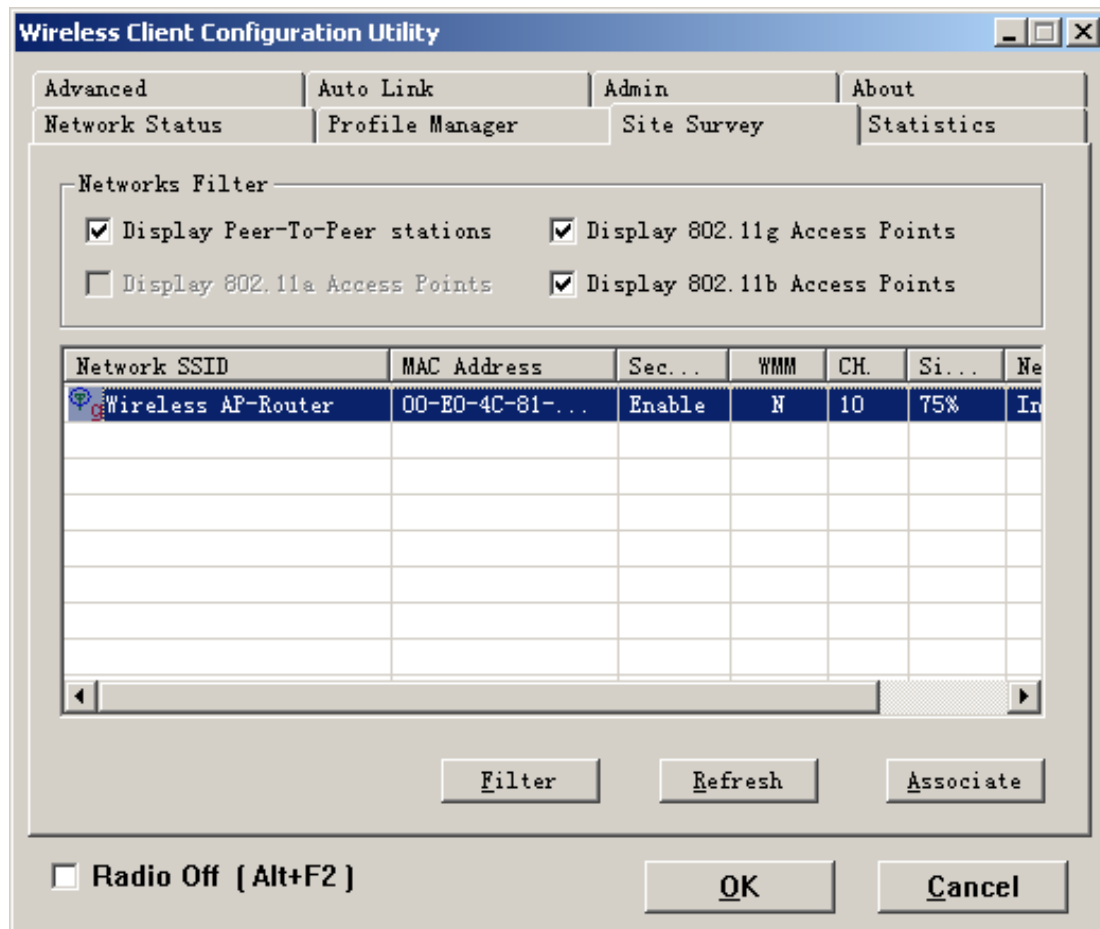 Wireless Client Configuration Utility
Advanced Auto Link Admin About
Network Status Profile Manager Site Survey Statistics
Networks Filter
Display Peer-To-Peer stations Display 802.11g Access Points
Display 802.11a Access Points Display 802.11b Access Points
Network SSID MAC Address Sec... WMM CH. Si... Ne
g Wireless AP-Router 00-E0-4C-81-... Enable N 10 75% In
Filter Refresh Associate
Radio Off ( Alt+F2 ) OK Cancel